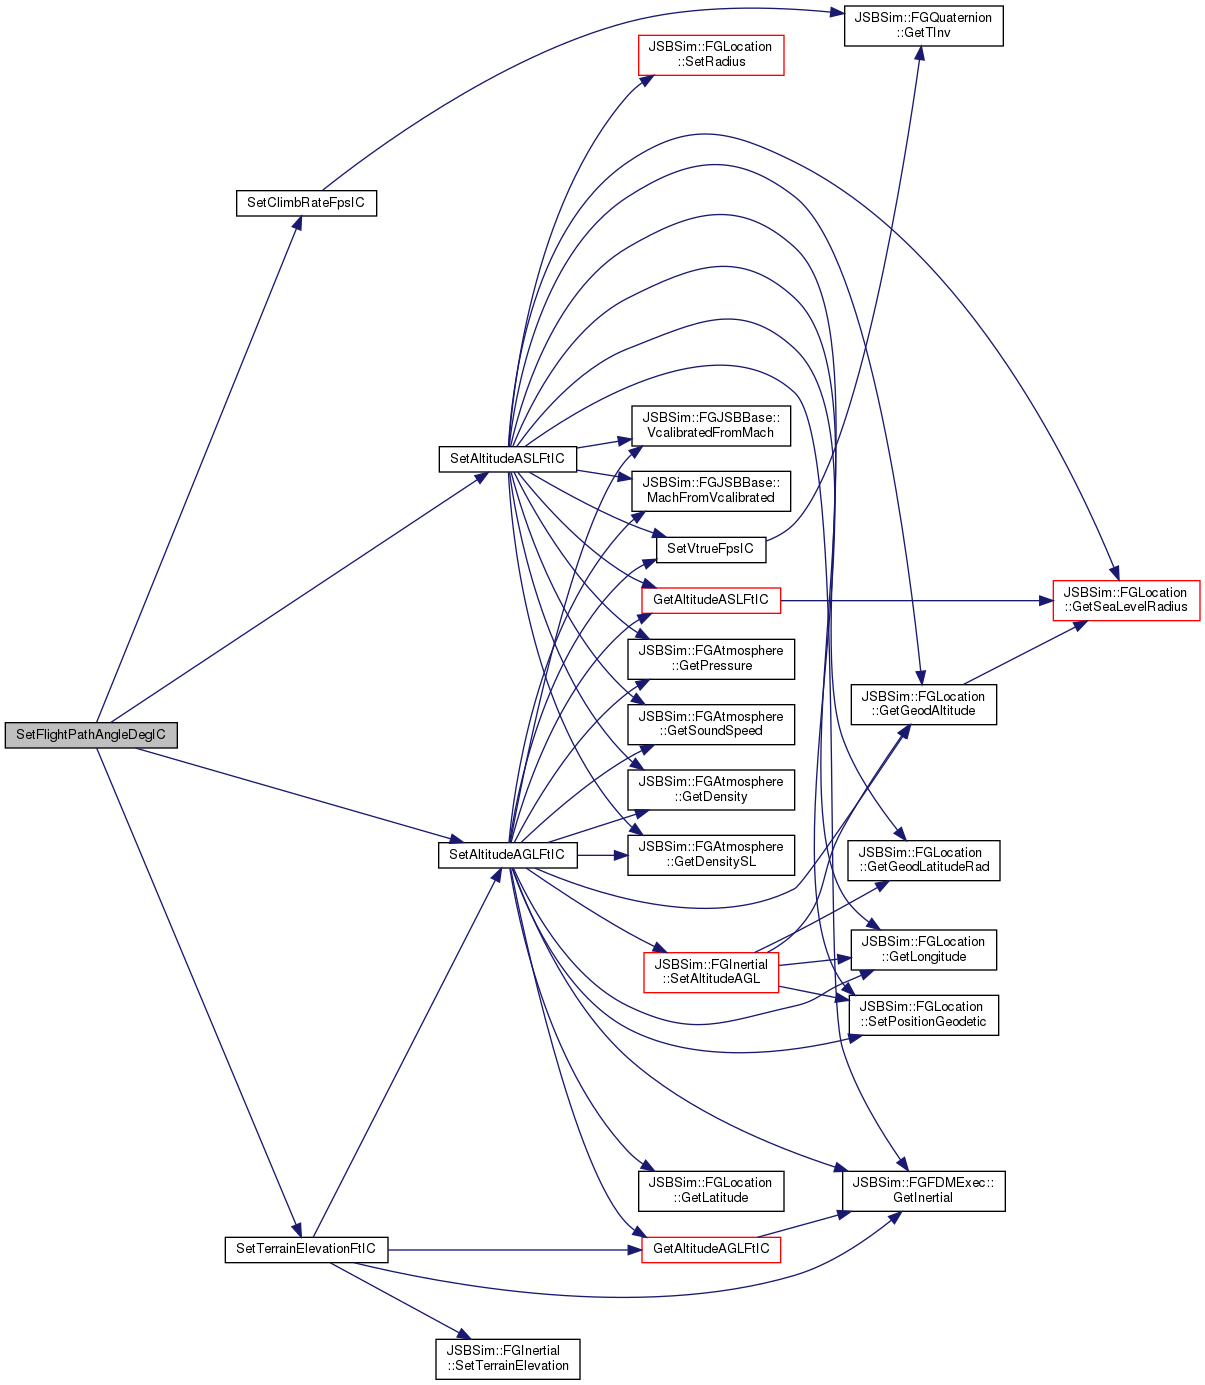 JSBSim::FGQuaternion
::GetTInv
JSBSim::FGLocation
::SetRadius
SetClimbRateFpsIC
JSBSim::FGJSBBase::
VcalibratedFromMach
SetAltitudeASLFtIC
JSBSim::FGJSBBase::
MachFromVcalibrated
SetVtrueFpsIC
GetAltitudeASLFtIC
JSBSim::FGLocation
::GetSeaLevelRadius
JSBSim::FGAtmosphere
::GetPressure
JSBSim::FGLocation
::GetGeodAltitude
JSBSim::FGAtmosphere
::GetSoundSpeed
SetFlightPathAngleDegIC
JSBSim::FGAtmosphere
::GetDensity
JSBSim::FGAtmosphere
::GetDensitySL
SetAltitudeAGLFtIC
JSBSim::FGLocation
::GetGeodLatitudeRad
JSBSim::FGLocation
::GetLongitude
JSBSim::FGInertial
::SetAltitudeAGL
JSBSim::FGLocation
::SetPositionGeodetic
JSBSim::FGLocation
::GetLatitude
JSBSim::FGFDMExec::
GetInertial
SetTerrainElevationFtIC
GetAltitudeAGLFtIC
JSBSim::FGInertial
::SetTerrainElevation